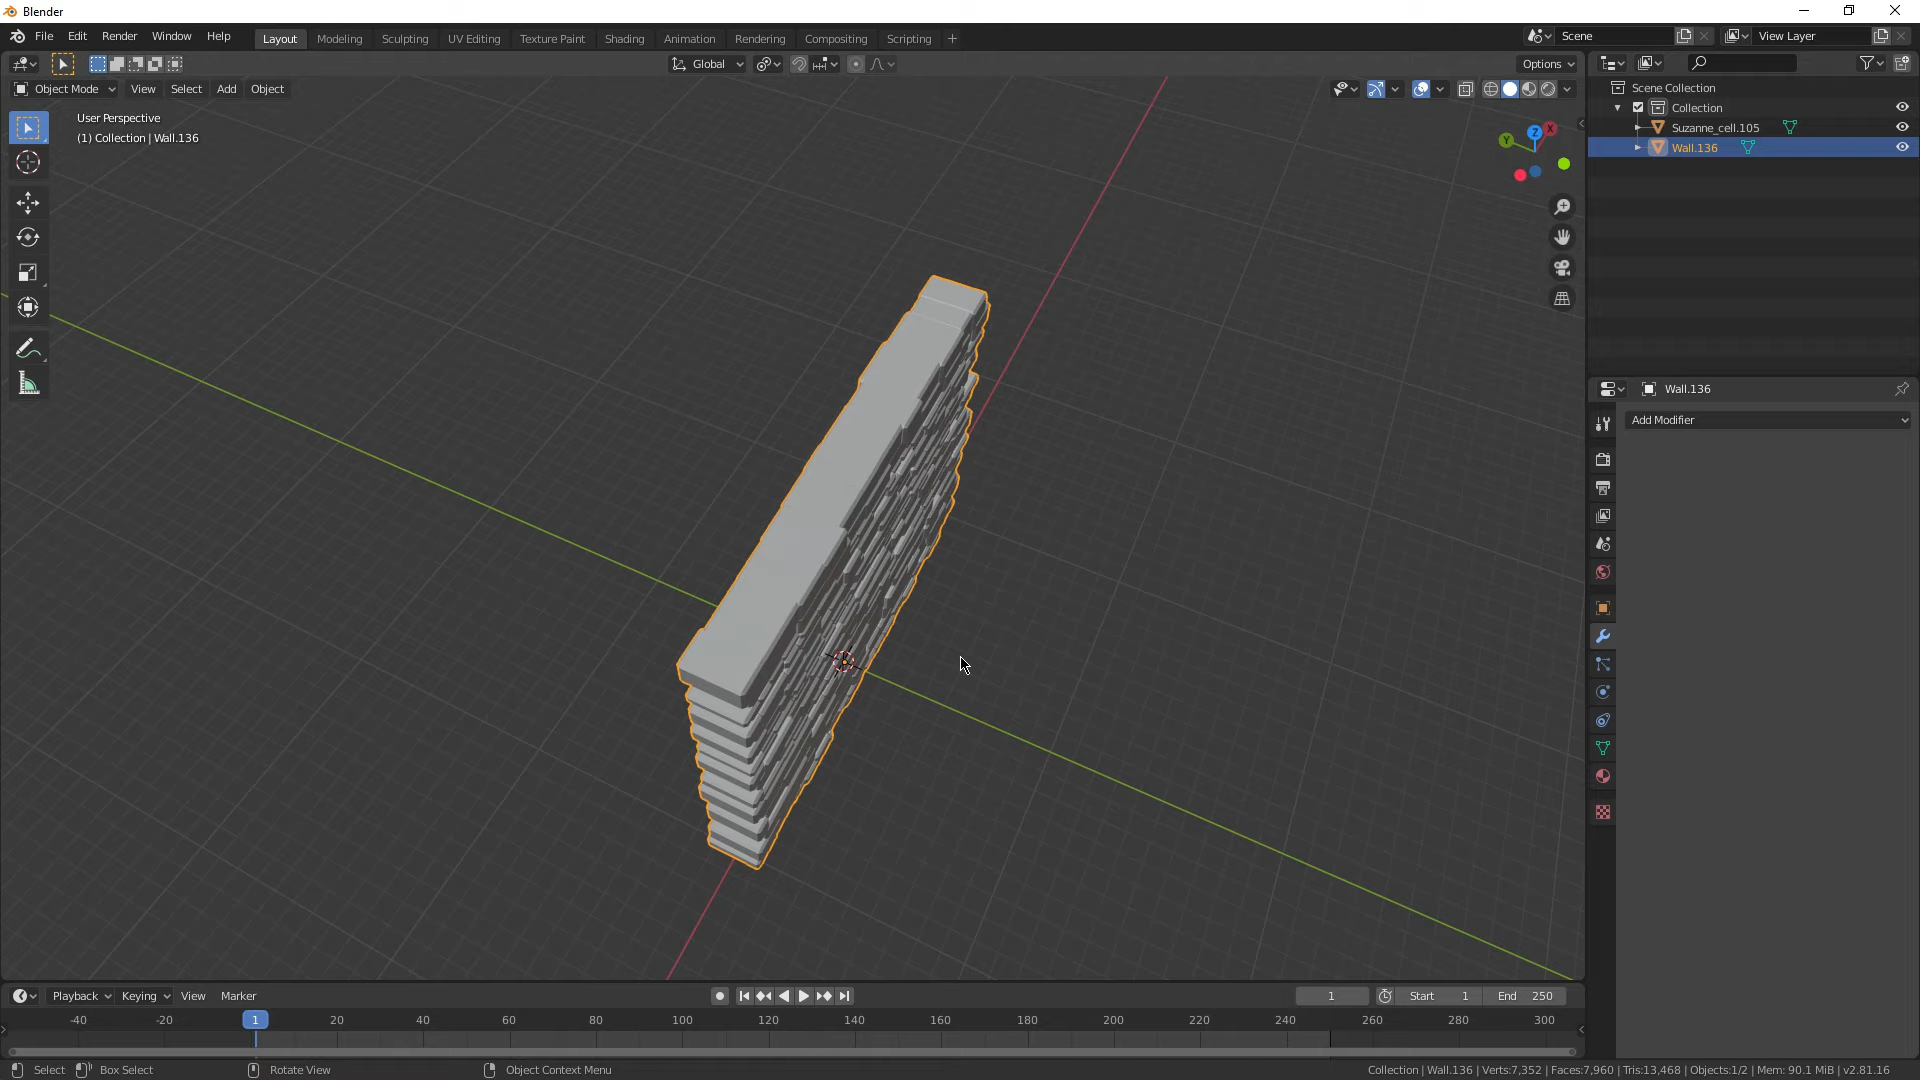 Blender
File Edit Render Window Help Layout Modeling Sculpting UV Editing Texture Paint Shading Animation Rendering Compositing Scripting + Scene View Layer
Global Options
Object Mode View Select Add Object
User Perspective
(1) Collection | Wall.136
X
Y
Z
Scene Collection
Collection
Suzanne_cell.105
Wall.136
Wall.136
Add Modifier
Playback Keying View Marker 1 Start 1 End 250
-40 -20 1 20 40 60 80 100 120 140 160 180 200 220 240 260 280 300
Select Box Select Rotate View Object Context Menu Collection | Wall.136 | Verts:7,352 | Faces:7,960 | Tris:13,468 | Objects:1/2 | Mem: 90.1 MiB | v2.81.16